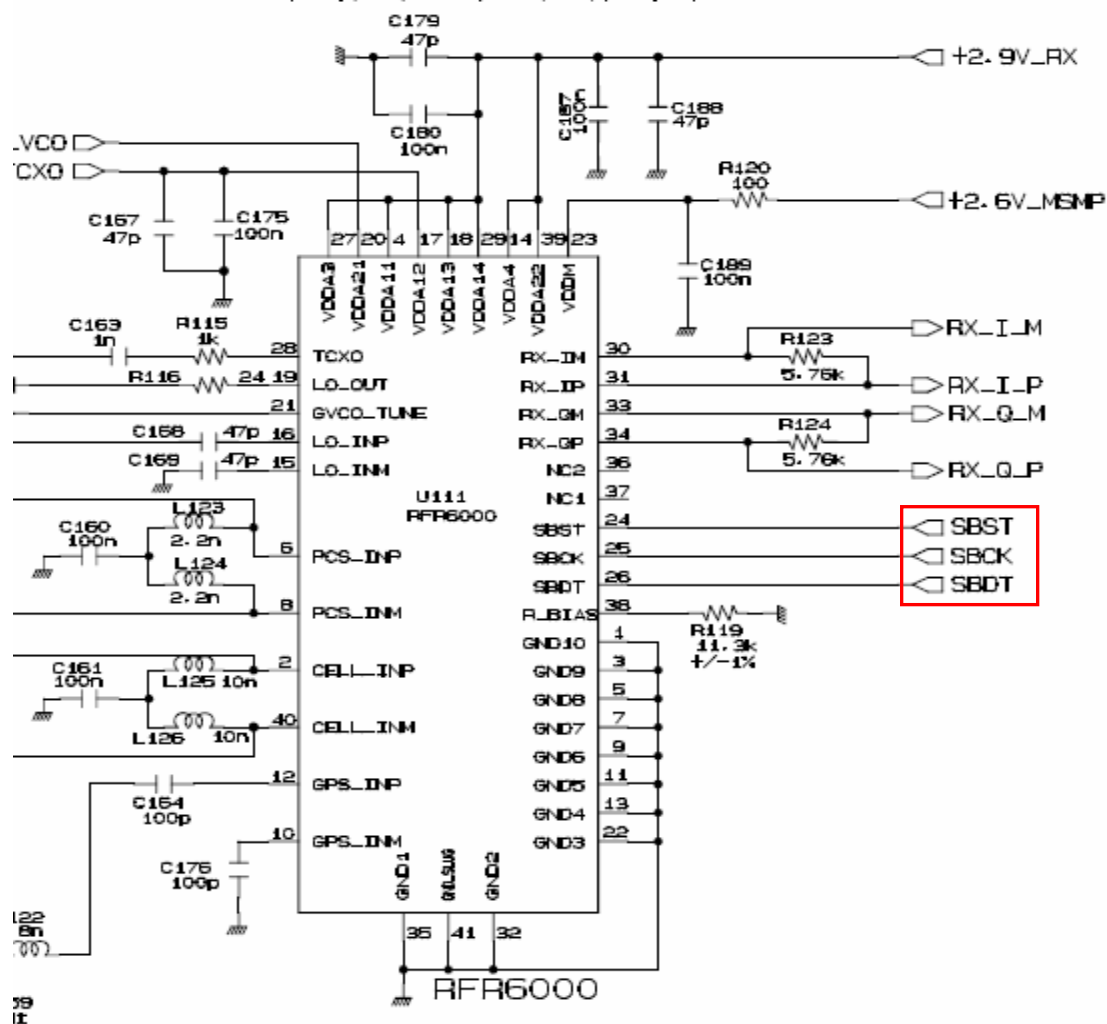 C179
47p
+2.9V_RX
C180
100n
C187
100n
C188
47p
_VCO
TCXO
R120
100
+2.6V_MSMP
C167
47p
C175
100n
C189
100n
27 20 4 17 18 29 14 39 23
VDDA3 VDDA21 VDDA11 VDDA12 VDDA13 VDDA14 VDDA4 VDDA22 VDDM
C163
1n
R115
1k
28 TCXO
RX_IM 30
R123
5.76k
RX_I_M
R116 24 19 LO_OUT
RX_IP 31
RX_I_P
21 GVCO_TUNE
RX_QM 33
RX_Q_M
C168 47p 16 LO_INP
RX_QP 34
R124
5.76k
C169 47p 15 LO_INM
NC2 36
RX_Q_P
U111
RFR6000
NC1 37
L123
2.2n
SBST 24
SBST
C160
100n
6 PCS_INP
SBCK 25
SBCK
L124
2.2n
SBDT 26
SBDT
8 PCS_INM
R_BIAS 38
R119
11.3k
+/-1%
GND10 1
C161
100n
L125 10n
2 CELL_INP
GND9 3
GND8 5
L126 10n
40 CELL_INM
GND7 7
GND6 9
12 GPS_INP
GND5 11
C164
100p
GND4 13
10 GPS_INM
GND3 22
C176
100p
GND1 GND_SLUG GND2
35 41 32
122
8n
RFR6000